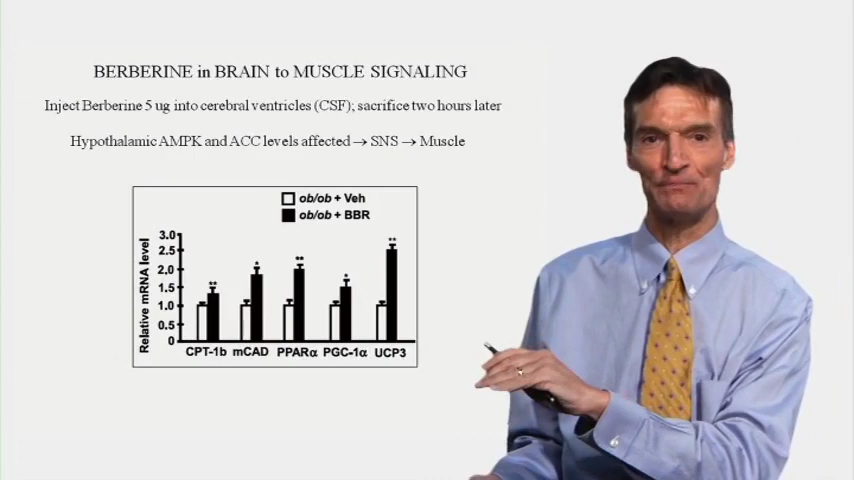 BERBERINE in BRAIN to MUSCLE SIGNALING
Inject Berberine 5 ug into cerebral ventricles (CSF); sacrifice two hours later
Hypothalamic AMPK and ACC levels affected → SNS → Muscle
ob/ob + Veh
ob/ob + BBR
Relative mRNA level
3.0
2.5
2.0
1.5
1.0
0.5
0
** * ** * **
CPT-1b mCAD PPARα PGC-1α UCP3